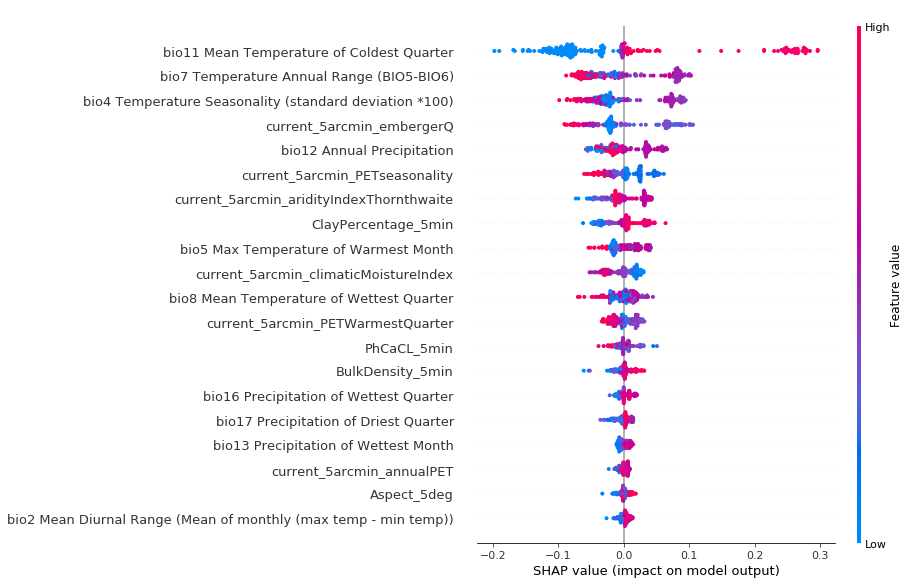 High
bio11 Mean Temperature of Coldest Quarter
bio7 Temperature Annual Range (BIO5-BIO6)
bio4 Temperature Seasonality (standard deviation *100)
current_5arcmin_embergerQ
bio12 Annual Precipitation
current_5arcmin_PETseasonality
current_5arcmin_aridityIndexThornthwaite
ClayPercentage_5min
bio5 Max Temperature of Warmest Month
current_5arcmin_climaticMoistureIndex
bio8 Mean Temperature of Wettest Quarter
current_5arcmin_PETWarmestQuarter
PhCaCL_5min
BulkDensity_5min
bio16 Precipitation of Wettest Quarter
bio17 Precipitation of Driest Quarter
bio13 Precipitation of Wettest Month
current_5arcmin_annualPET
Aspect_5deg
bio2 Mean Diurnal Range (Mean of monthly (max temp - min temp))
Feature value
Low
−0.2 −0.1 0.0 0.1 0.2 0.3
SHAP value (impact on model output)